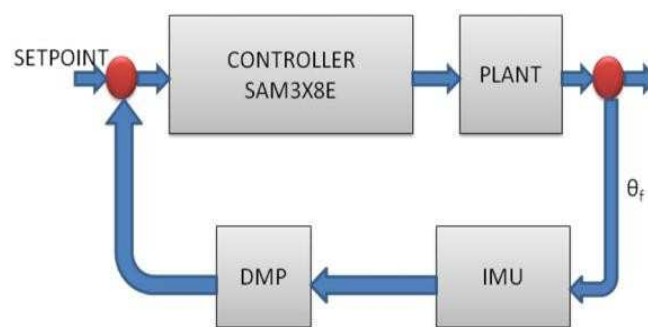 SETPOINT
CONTROLLER
SAM3X8E
PLANT
θf
DMP
IMU